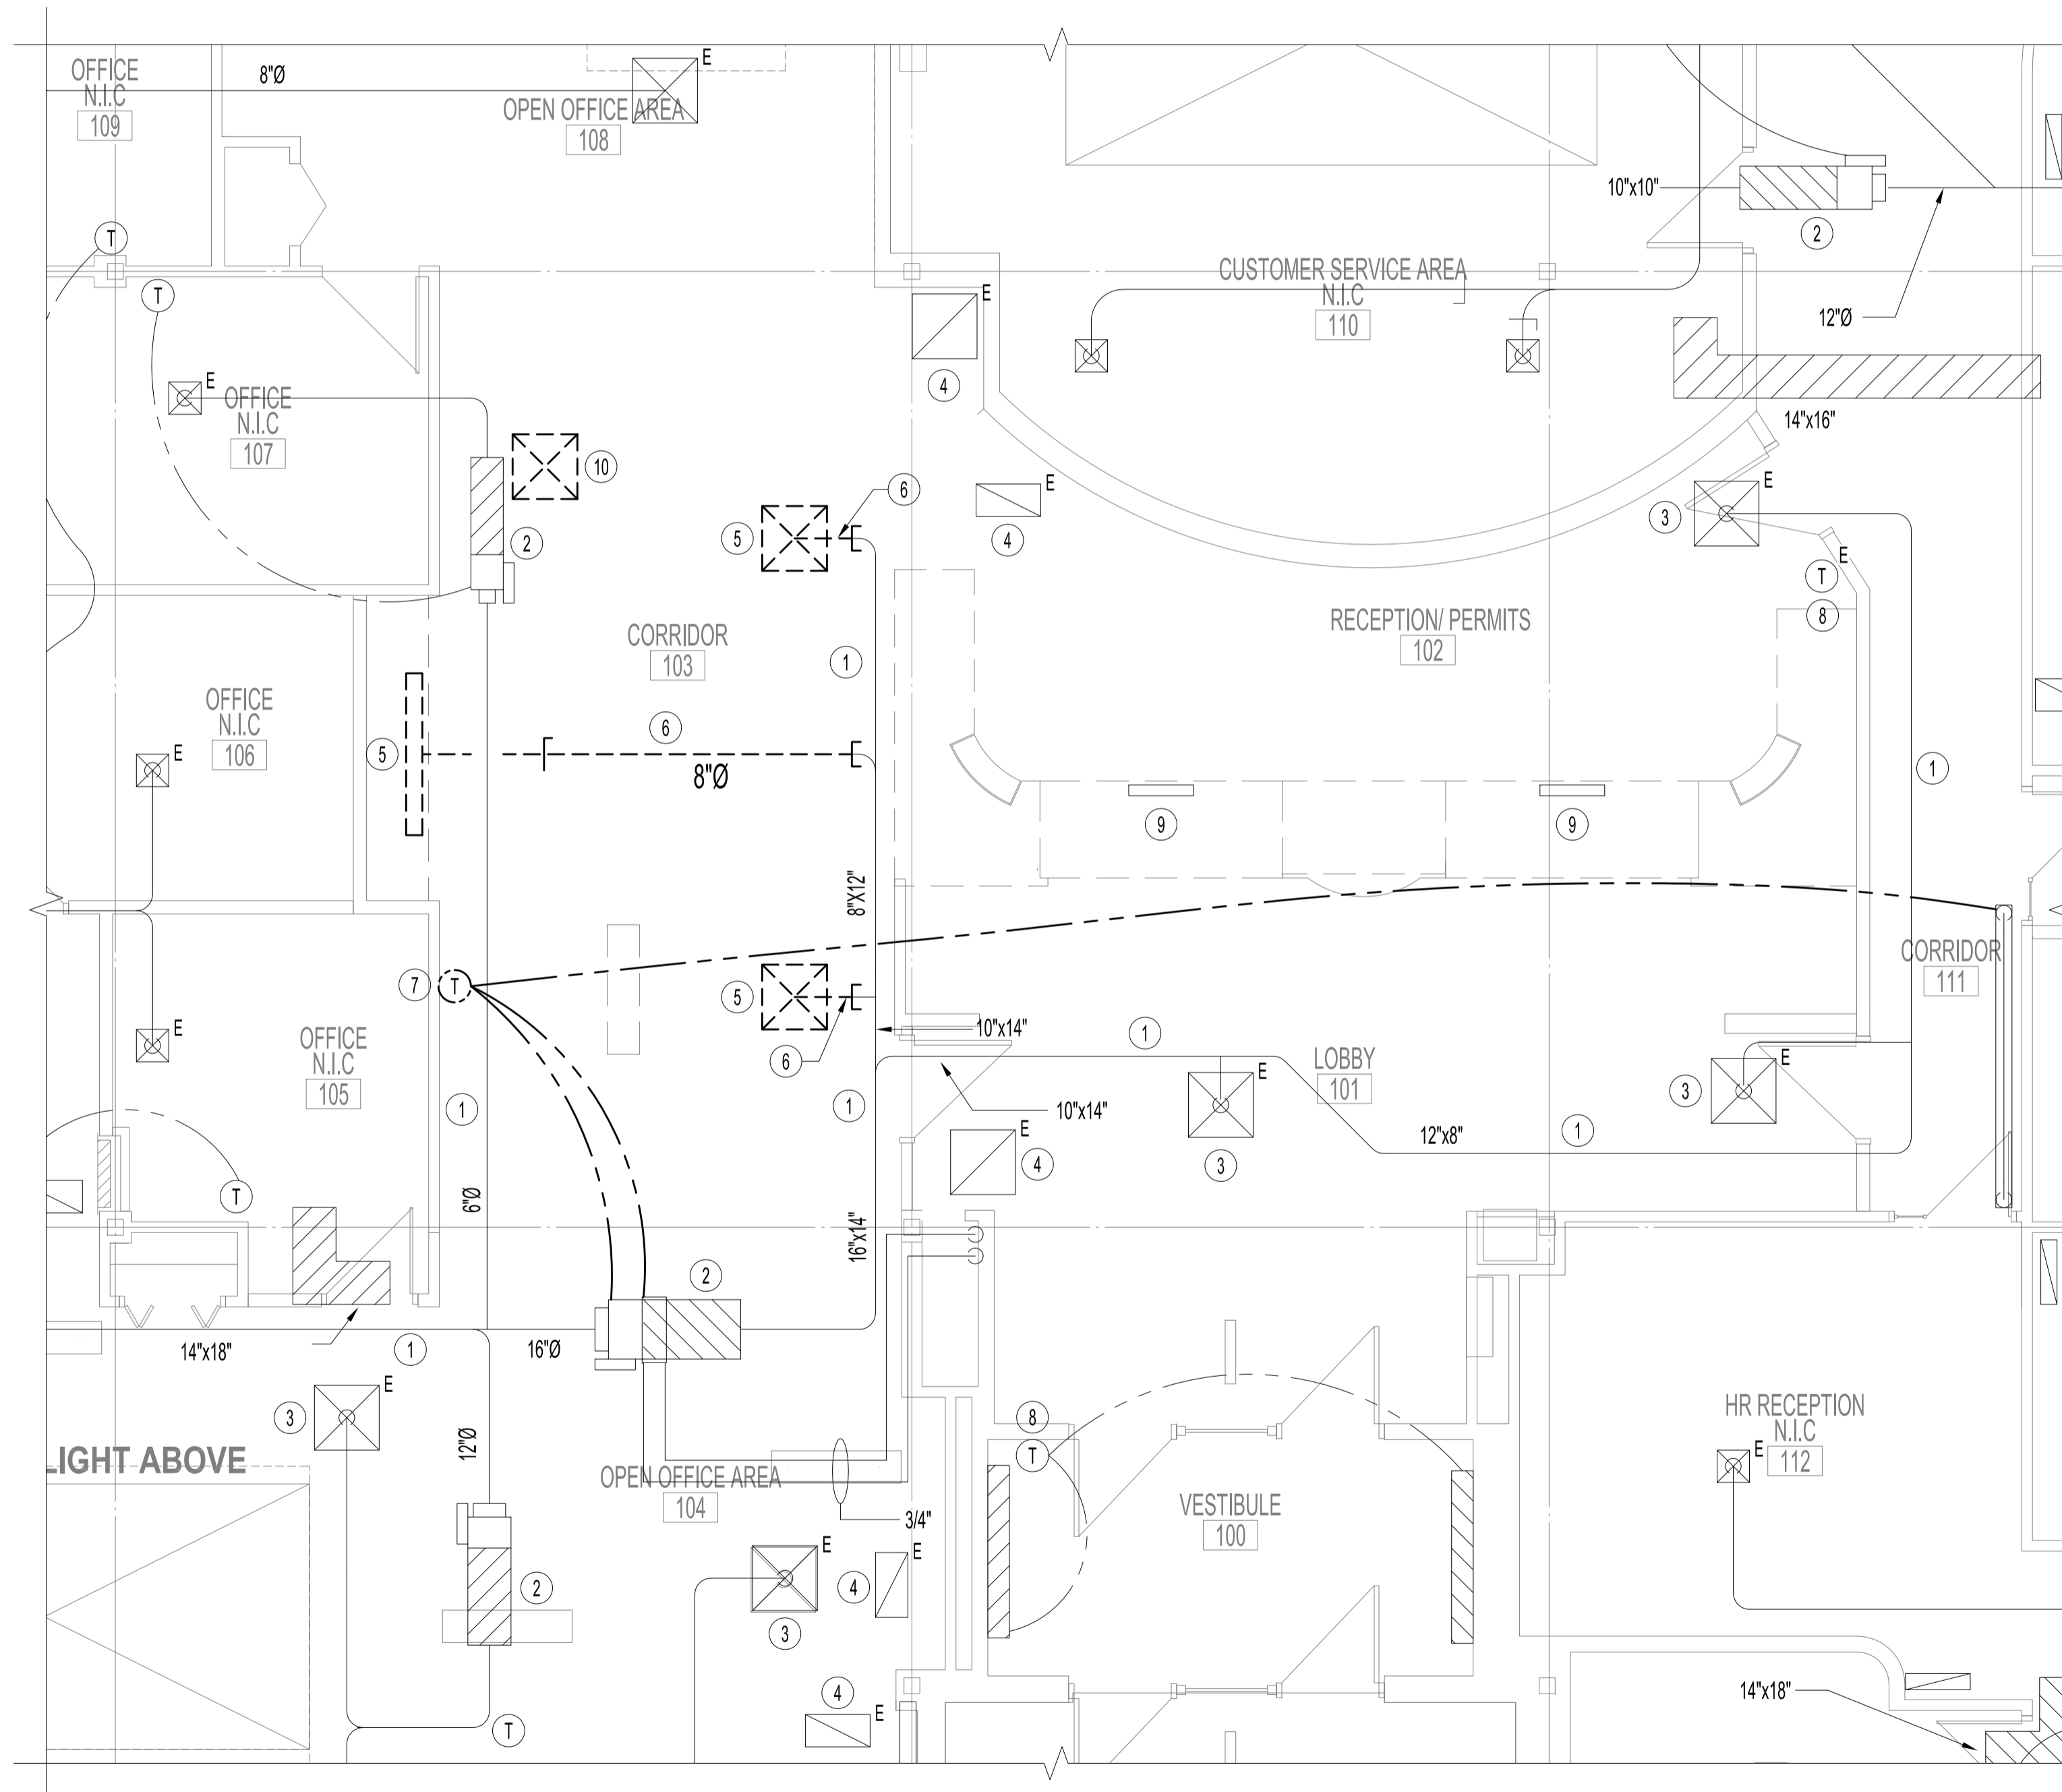 OFFICE
N.I.C
109
8"Ø
OPEN OFFICE AREA
108
E
T
T
OFFICE
N.I.C
107
E
10
2
E
4
E
4
CUSTOMER SERVICE AREA
N.I.C
110
10"x10"
2
12"Ø
14"x16"
E
3
E
T
8
6
5
CORRIDOR
103
1
RECEPTION/ PERMITS
102
OFFICE
N.I.C
106
E
5
6
8"Ø
9
9
1
8"X12"
CORRIDOR
111
7
T
5
6
10"x14"
1
10"x14"
LOBBY
101
E
OFFICE
N.I.C
105
E
1
1
E
3
E
3
12"x8"
1
E
4
T
6"Ø
16"x14"
2
14"x18"
1
16"Ø
E
3
12"Ø
LIGHT ABOVE
OPEN OFFICE AREA
104
3/4"
8
T
VESTIBULE
100
HR RECEPTION
N.I.C
112
E
2
E
3
E
4
4
E
T
14"x18"